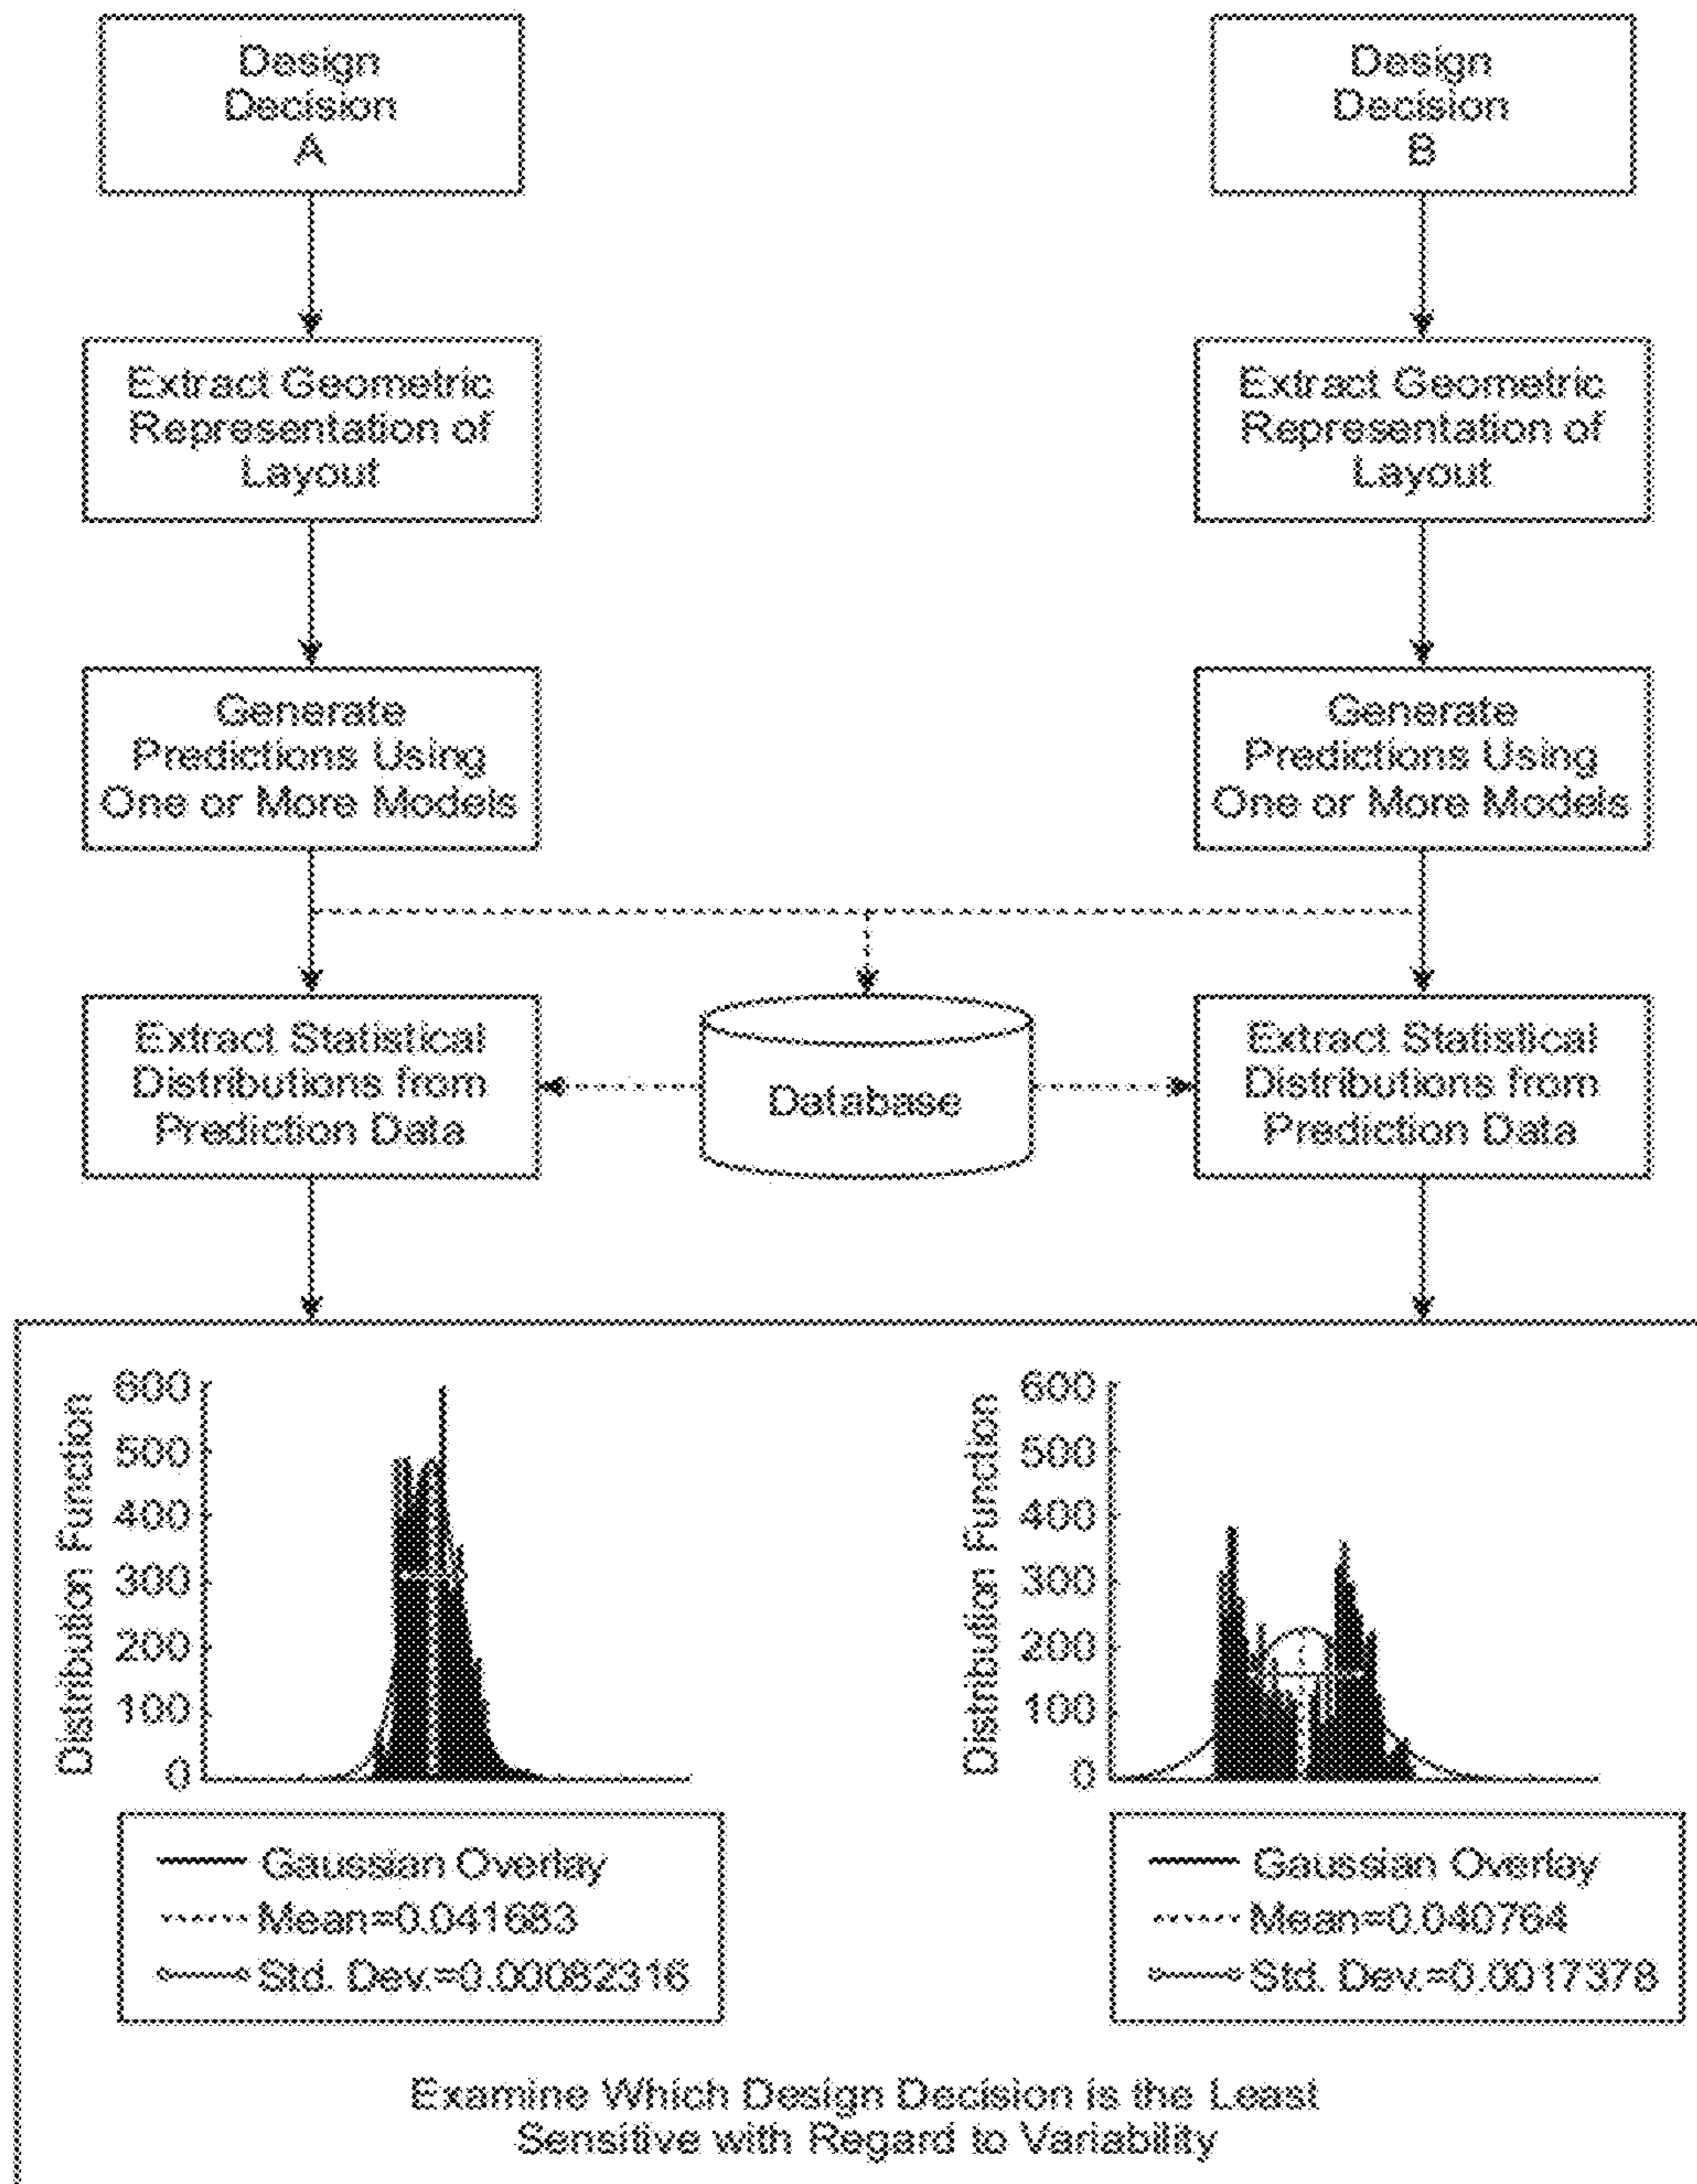 Design
Decision
A
Design
Decision
B
Extract Geometric
Representation of
Layout
Extract Geometric
Representation of
Layout
Generate
Predictions Using
One or More Models
Generate
Predictions Using
One or More Models
Extract Statistical
Distributions from
Prediction Data
Database
Extract Statistical
Distributions from
Prediction Data
Distribution Function
600
500
400
300
200
100
0
Gaussian Overlay
Mean=0.041683
Std. Dev.=0.00082316
Distribution Function
600
500
400
300
200
100
0
Gaussian Overlay
Mean=0.040764
Std. Dev.=0.0017378
Examine Which Design Decision is the Least
Sensitive with Regard to Variability